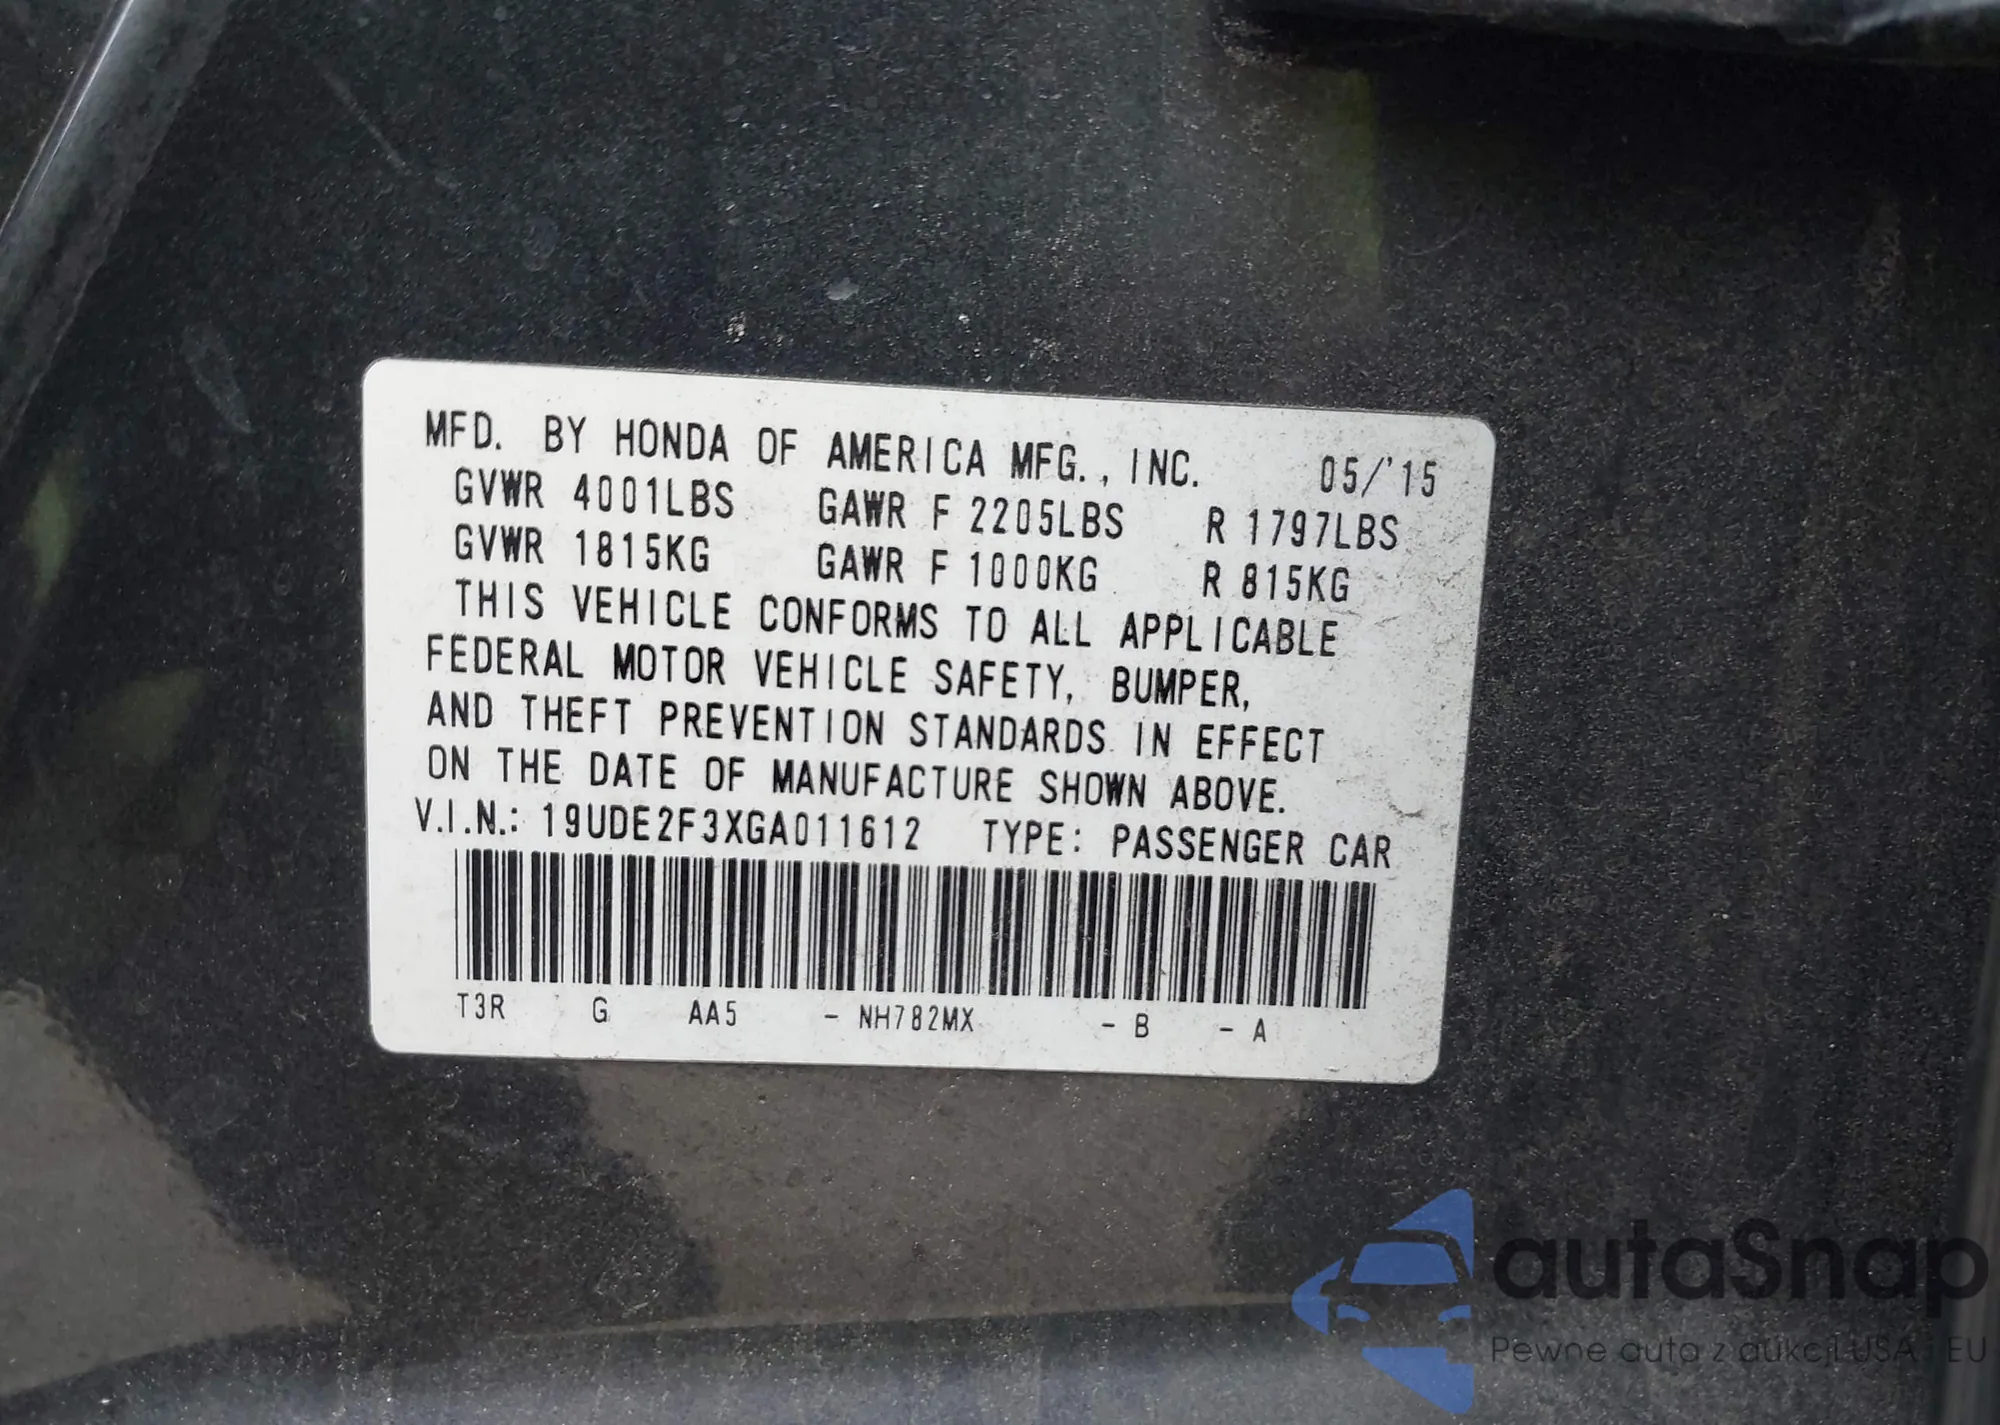 MFD. BY HONDA OF AMERICA MFG., INC. 05/'15
GVWR 4001LBS GAWR F 2205LBS R 1797LBS
GVWR 1815KG GAWR F 1000KG R 815KG
THIS VEHICLE CONFORMS TO ALL APPLICABLE
FEDERAL MOTOR VEHICLE SAFETY, BUMPER,
AND THEFT PREVENTION STANDARDS IN EFFECT
ON THE DATE OF MANUFACTURE SHOWN ABOVE.
V.I.N.: 19UDE2F3XGA011612 TYPE: PASSENGER CAR
T3R G AA5 - NH782MX - B - A
autaSnap
Pewne auta z aukcji USA i EU